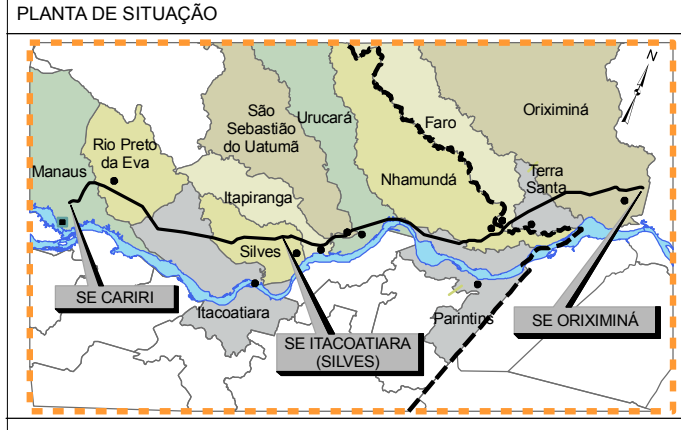 PLANTA DE SITUAÇÃO
N
São
Sebastião
do Uatumã
Urucará
Faro
Oriximiná
Rio Preto
da Eva
Manaus
Nhamundá
Terra
Santa
Itapiranga
Silves
SE CARIRI
Itacoatiara
SE ITACOATIARA
(SILVES)
Parintins
SE ORIXIMINÁ